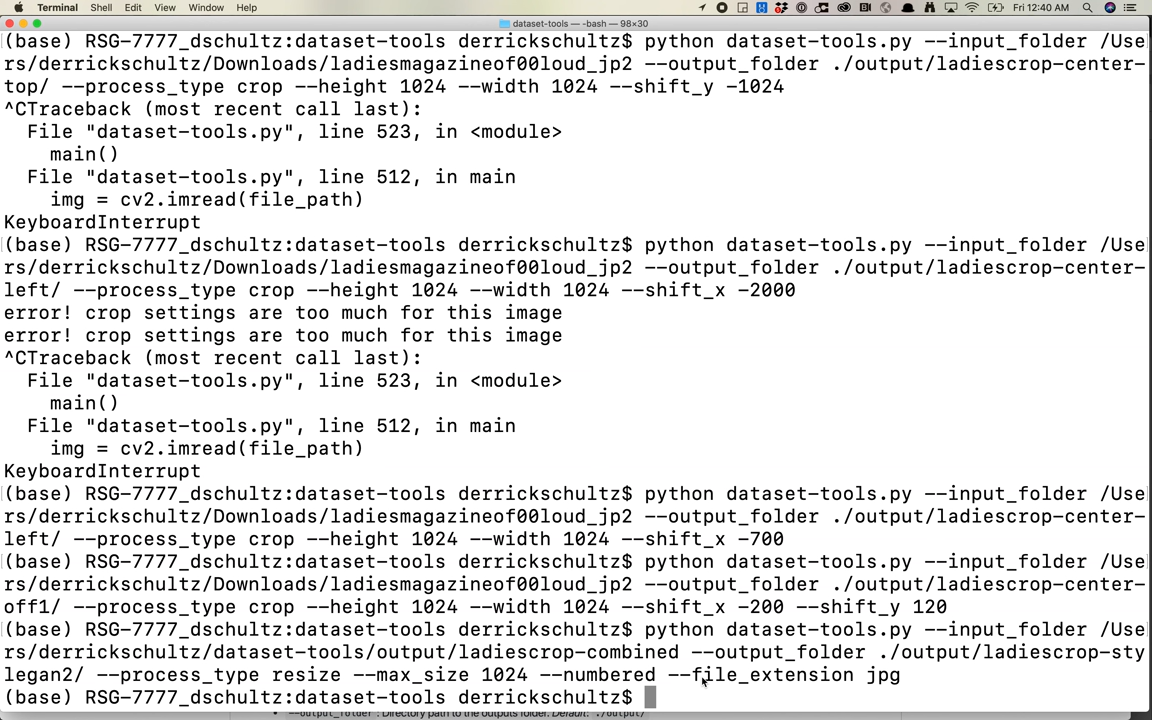 Terminal Shell Edit View Window Help Fri 12:40 AM
dataset-tools — -bash — 98×30
(base) RSG-7777_dschultz:dataset-tools derrickschultz$ python dataset-tools.py --input_folder /Use
rs/derrickschultz/Downloads/ladiesmagazineof00loud_jp2 --output_folder ./output/ladiescrop-center-
top/ --process_type crop --height 1024 --width 1024 --shift_y -1024
^CTraceback (most recent call last):
  File "dataset-tools.py", line 523, in <module>
    main()
  File "dataset-tools.py", line 512, in main
    img = cv2.imread(file_path)
KeyboardInterrupt
(base) RSG-7777_dschultz:dataset-tools derrickschultz$ python dataset-tools.py --input_folder /Use
rs/derrickschultz/Downloads/ladiesmagazineof00loud_jp2 --output_folder ./output/ladiescrop-center-
left/ --process_type crop --height 1024 --width 1024 --shift_x -2000
error! crop settings are too much for this image
error! crop settings are too much for this image
^CTraceback (most recent call last):
  File "dataset-tools.py", line 523, in <module>
    main()
  File "dataset-tools.py", line 512, in main
    img = cv2.imread(file_path)
KeyboardInterrupt
(base) RSG-7777_dschultz:dataset-tools derrickschultz$ python dataset-tools.py --input_folder /Use
rs/derrickschultz/Downloads/ladiesmagazineof00loud_jp2 --output_folder ./output/ladiescrop-center-
left/ --process_type crop --height 1024 --width 1024 --shift_x -700
(base) RSG-7777_dschultz:dataset-tools derrickschultz$ python dataset-tools.py --input_folder /Use
rs/derrickschultz/Downloads/ladiesmagazineof00loud_jp2 --output_folder ./output/ladiescrop-center-
off1/ --process_type crop --height 1024 --width 1024 --shift_x -200 --shift_y 120
(base) RSG-7777_dschultz:dataset-tools derrickschultz$ python dataset-tools.py --input_folder /Use
rs/derrickschultz/dataset-tools/output/ladiescrop-combined --output_folder ./output/ladiescrop-sty
legan2/ --process_type resize --max_size 1024 --numbered --file_extension jpg
(base) RSG-7777_dschultz:dataset-tools derrickschultz$
--output_folder : Directory path to the outputs folder. Default: ./output/